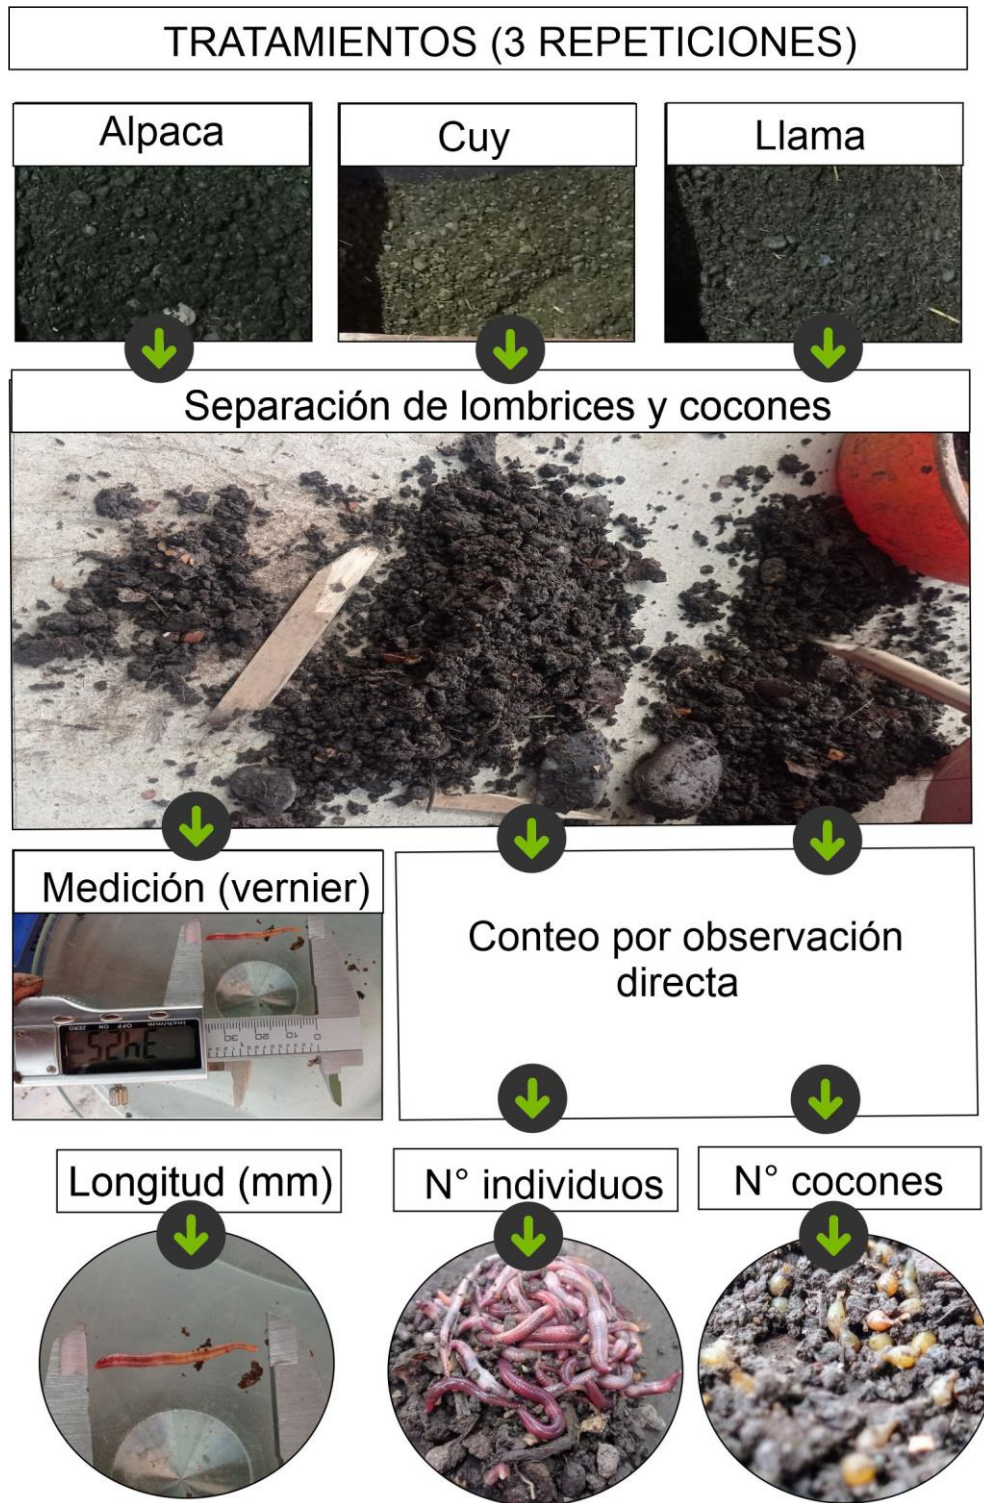 TRATAMIENTOS (3 REPETICIONES)
Alpaca
Cuy
Llama
Separación de lombrices y cocones
Medición (vernier)
Conteo por observación
directa
Longitud (mm)
N° individuos
N° cocones